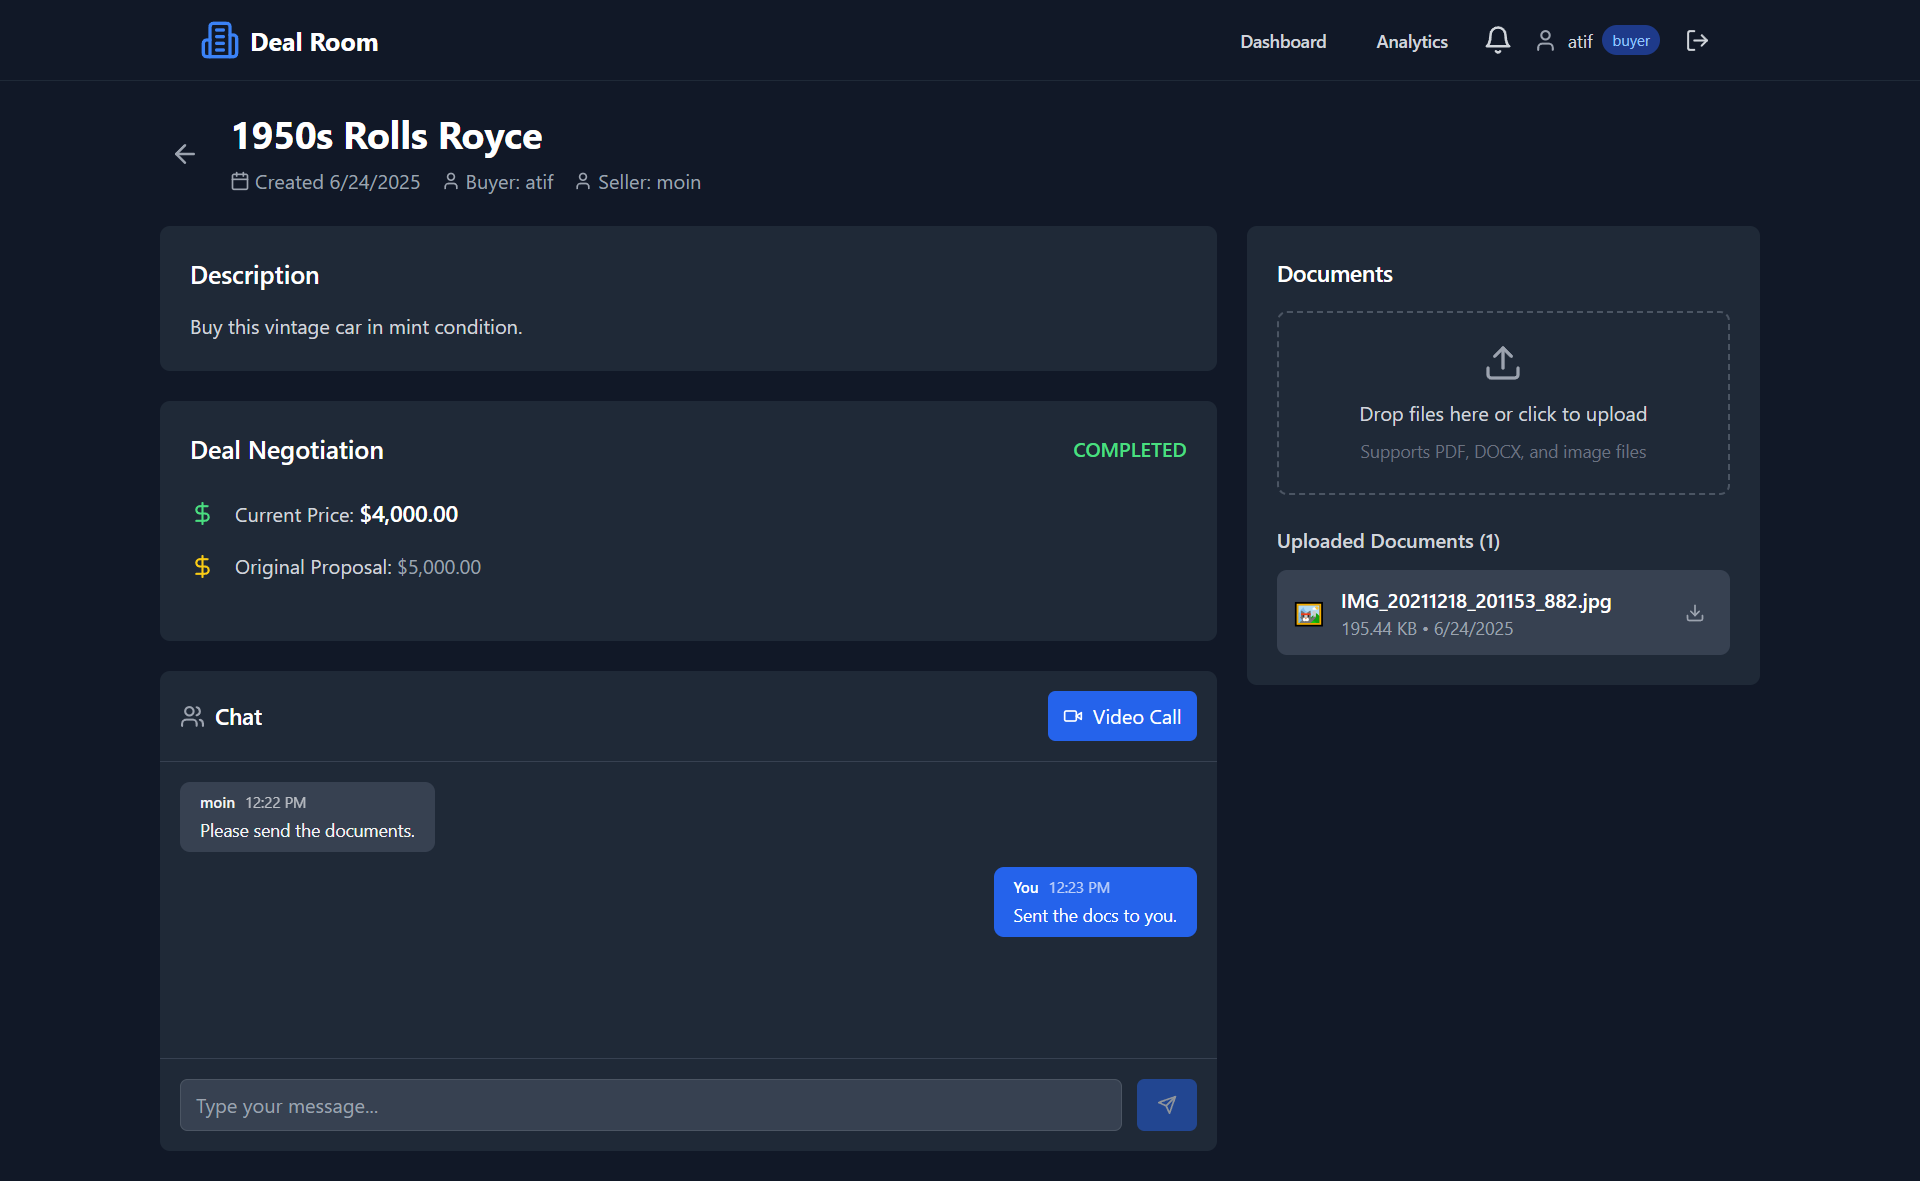 Deal Room
Dashboard
Analytics
atif
buyer
1950s Rolls Royce
Created 6/24/2025
Buyer: atif
Seller: moin
Description
Buy this vintage car in mint condition.
Deal Negotiation
COMPLETED
$ Current Price: $4,000.00
$ Original Proposal: $5,000.00
Chat
Video Call
moin 12:22 PM
Please send the documents.
You 12:23 PM
Sent the docs to you.
Type your message...
Documents
Drop files here or click to upload
Supports PDF, DOCX, and image files
Uploaded Documents (1)
IMG_20211218_201153_882.jpg
195.44 KB • 6/24/2025